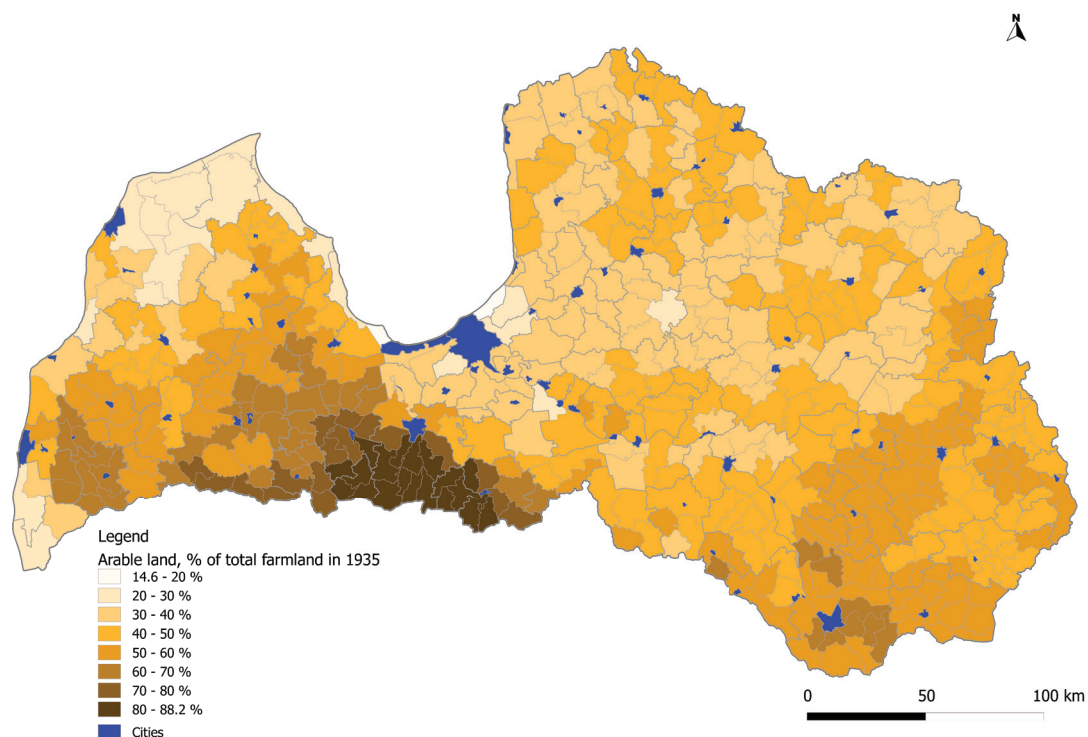 N
Legend
Arable land, % of total farmland in 1935
14.6 - 20 %
20 - 30 %
30 - 40 %
40 - 50 %
50 - 60 %
60 - 70 %
70 - 80 %
80 - 88.2 %
Cities
0 50 100 km